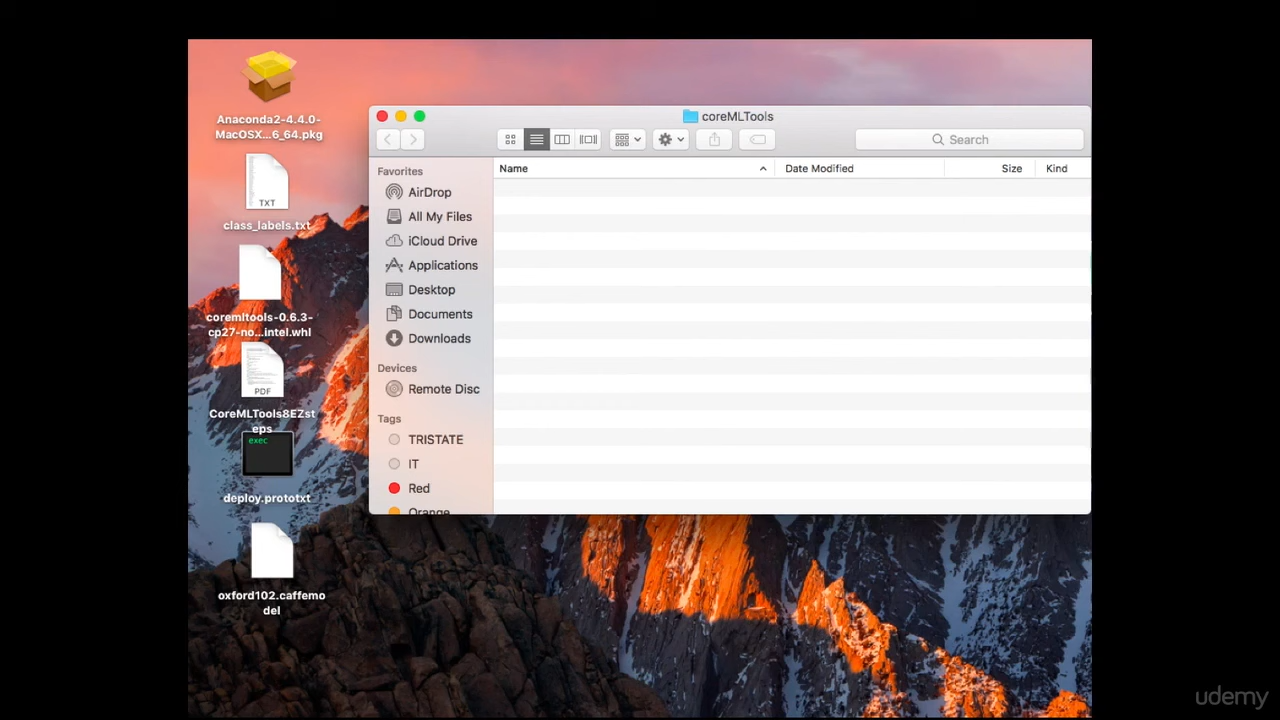 Anaconda2-4.4.0-
MacOSX...6_64.pkg
TXT
class_labels.txt
coremltools-0.6.3-
cp27-no...intel.whl
PDF
CoreMLTools8EZst
eps
exec
deploy.prototxt
oxford102.caffemo
del
coreMLTools
Search
Name
Date Modified
Size
Kind
Favorites
AirDrop
All My Files
iCloud Drive
Applications
Desktop
Documents
Downloads
Devices
Remote Disc
Tags
TRISTATE
IT
Red
Orange
udemy